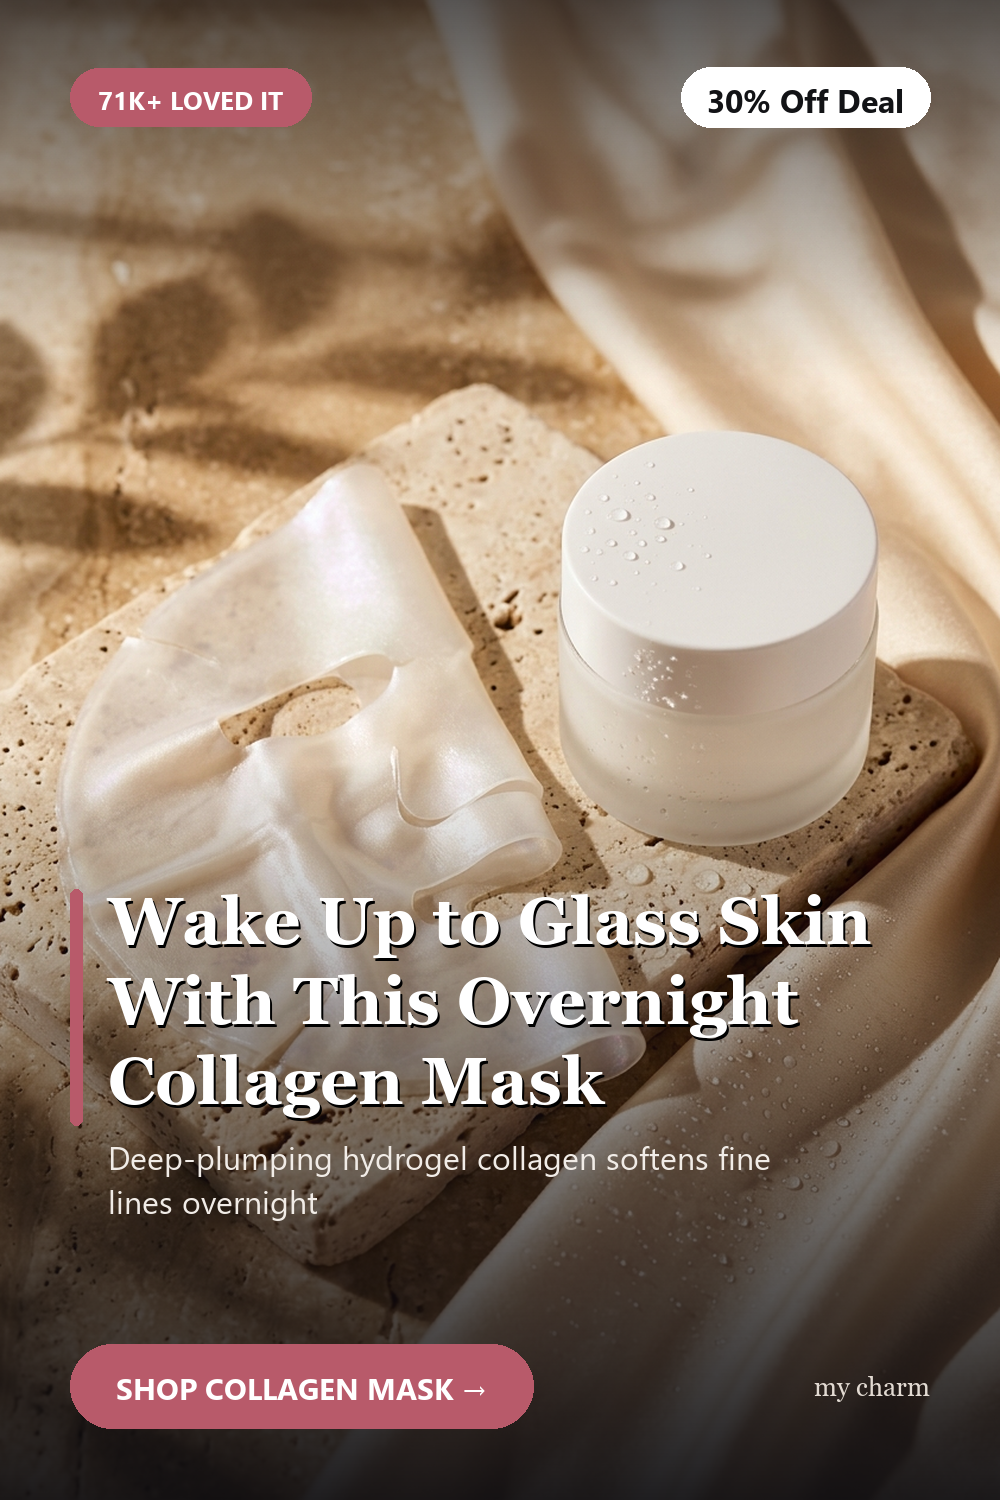 71K+ LOVED IT
30% Off Deal
Wake Up to Glass Skin
With This Overnight
Collagen Mask
Deep-plumping hydrogel collagen softens fine
lines overnight
SHOP COLLAGEN MASK →
my charm